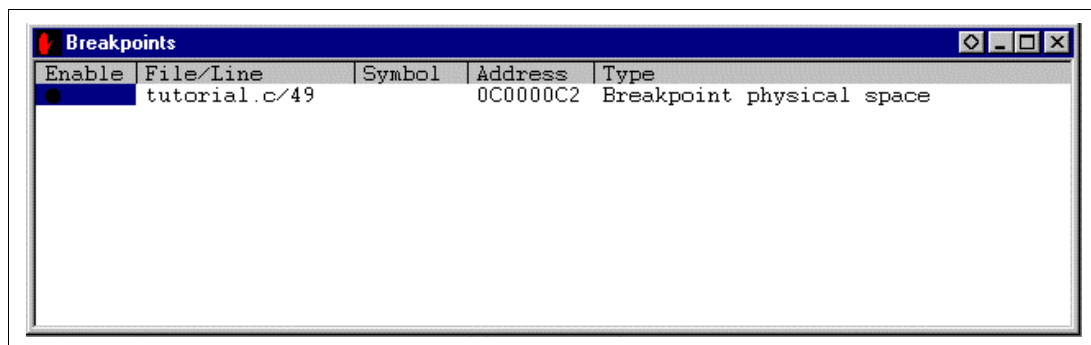 Breakpoints
Enable File/Line Symbol Address Type
tutorial.c/49 0C0000C2 Breakpoint physical space